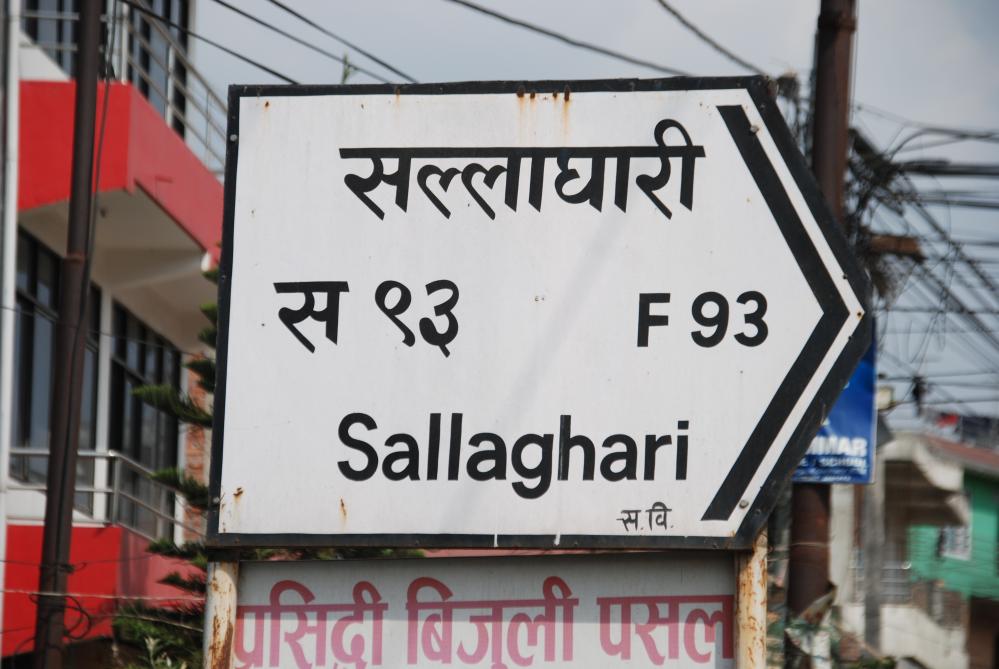 सल्लाघारी
स ९३ F 93
Sallaghari
स.वि.
प्रसिद्दी बिजुली पसल